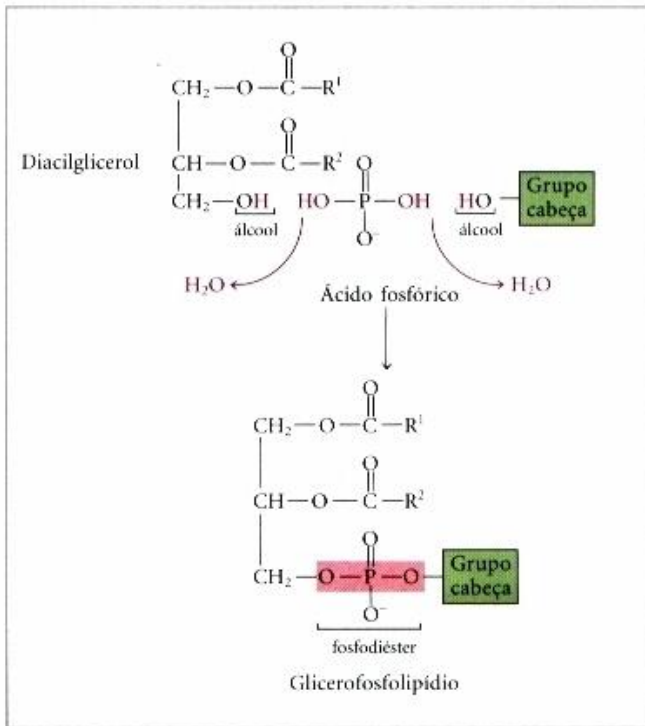 O
CH₂—O—C—R¹
O
Diacilglicerol CH—O—C—R² O Grupo
CH₂—OH HO—P—OH HO cabeça
álcool O⁻ álcool
H₂O Ácido fosfórico H₂O
O
CH₂—O—C—R¹
O
CH—O—C—R²
O
CH₂—O—P—O Grupo
cabeça
O⁻
fosfodiéster
Glicerofosfolipídio